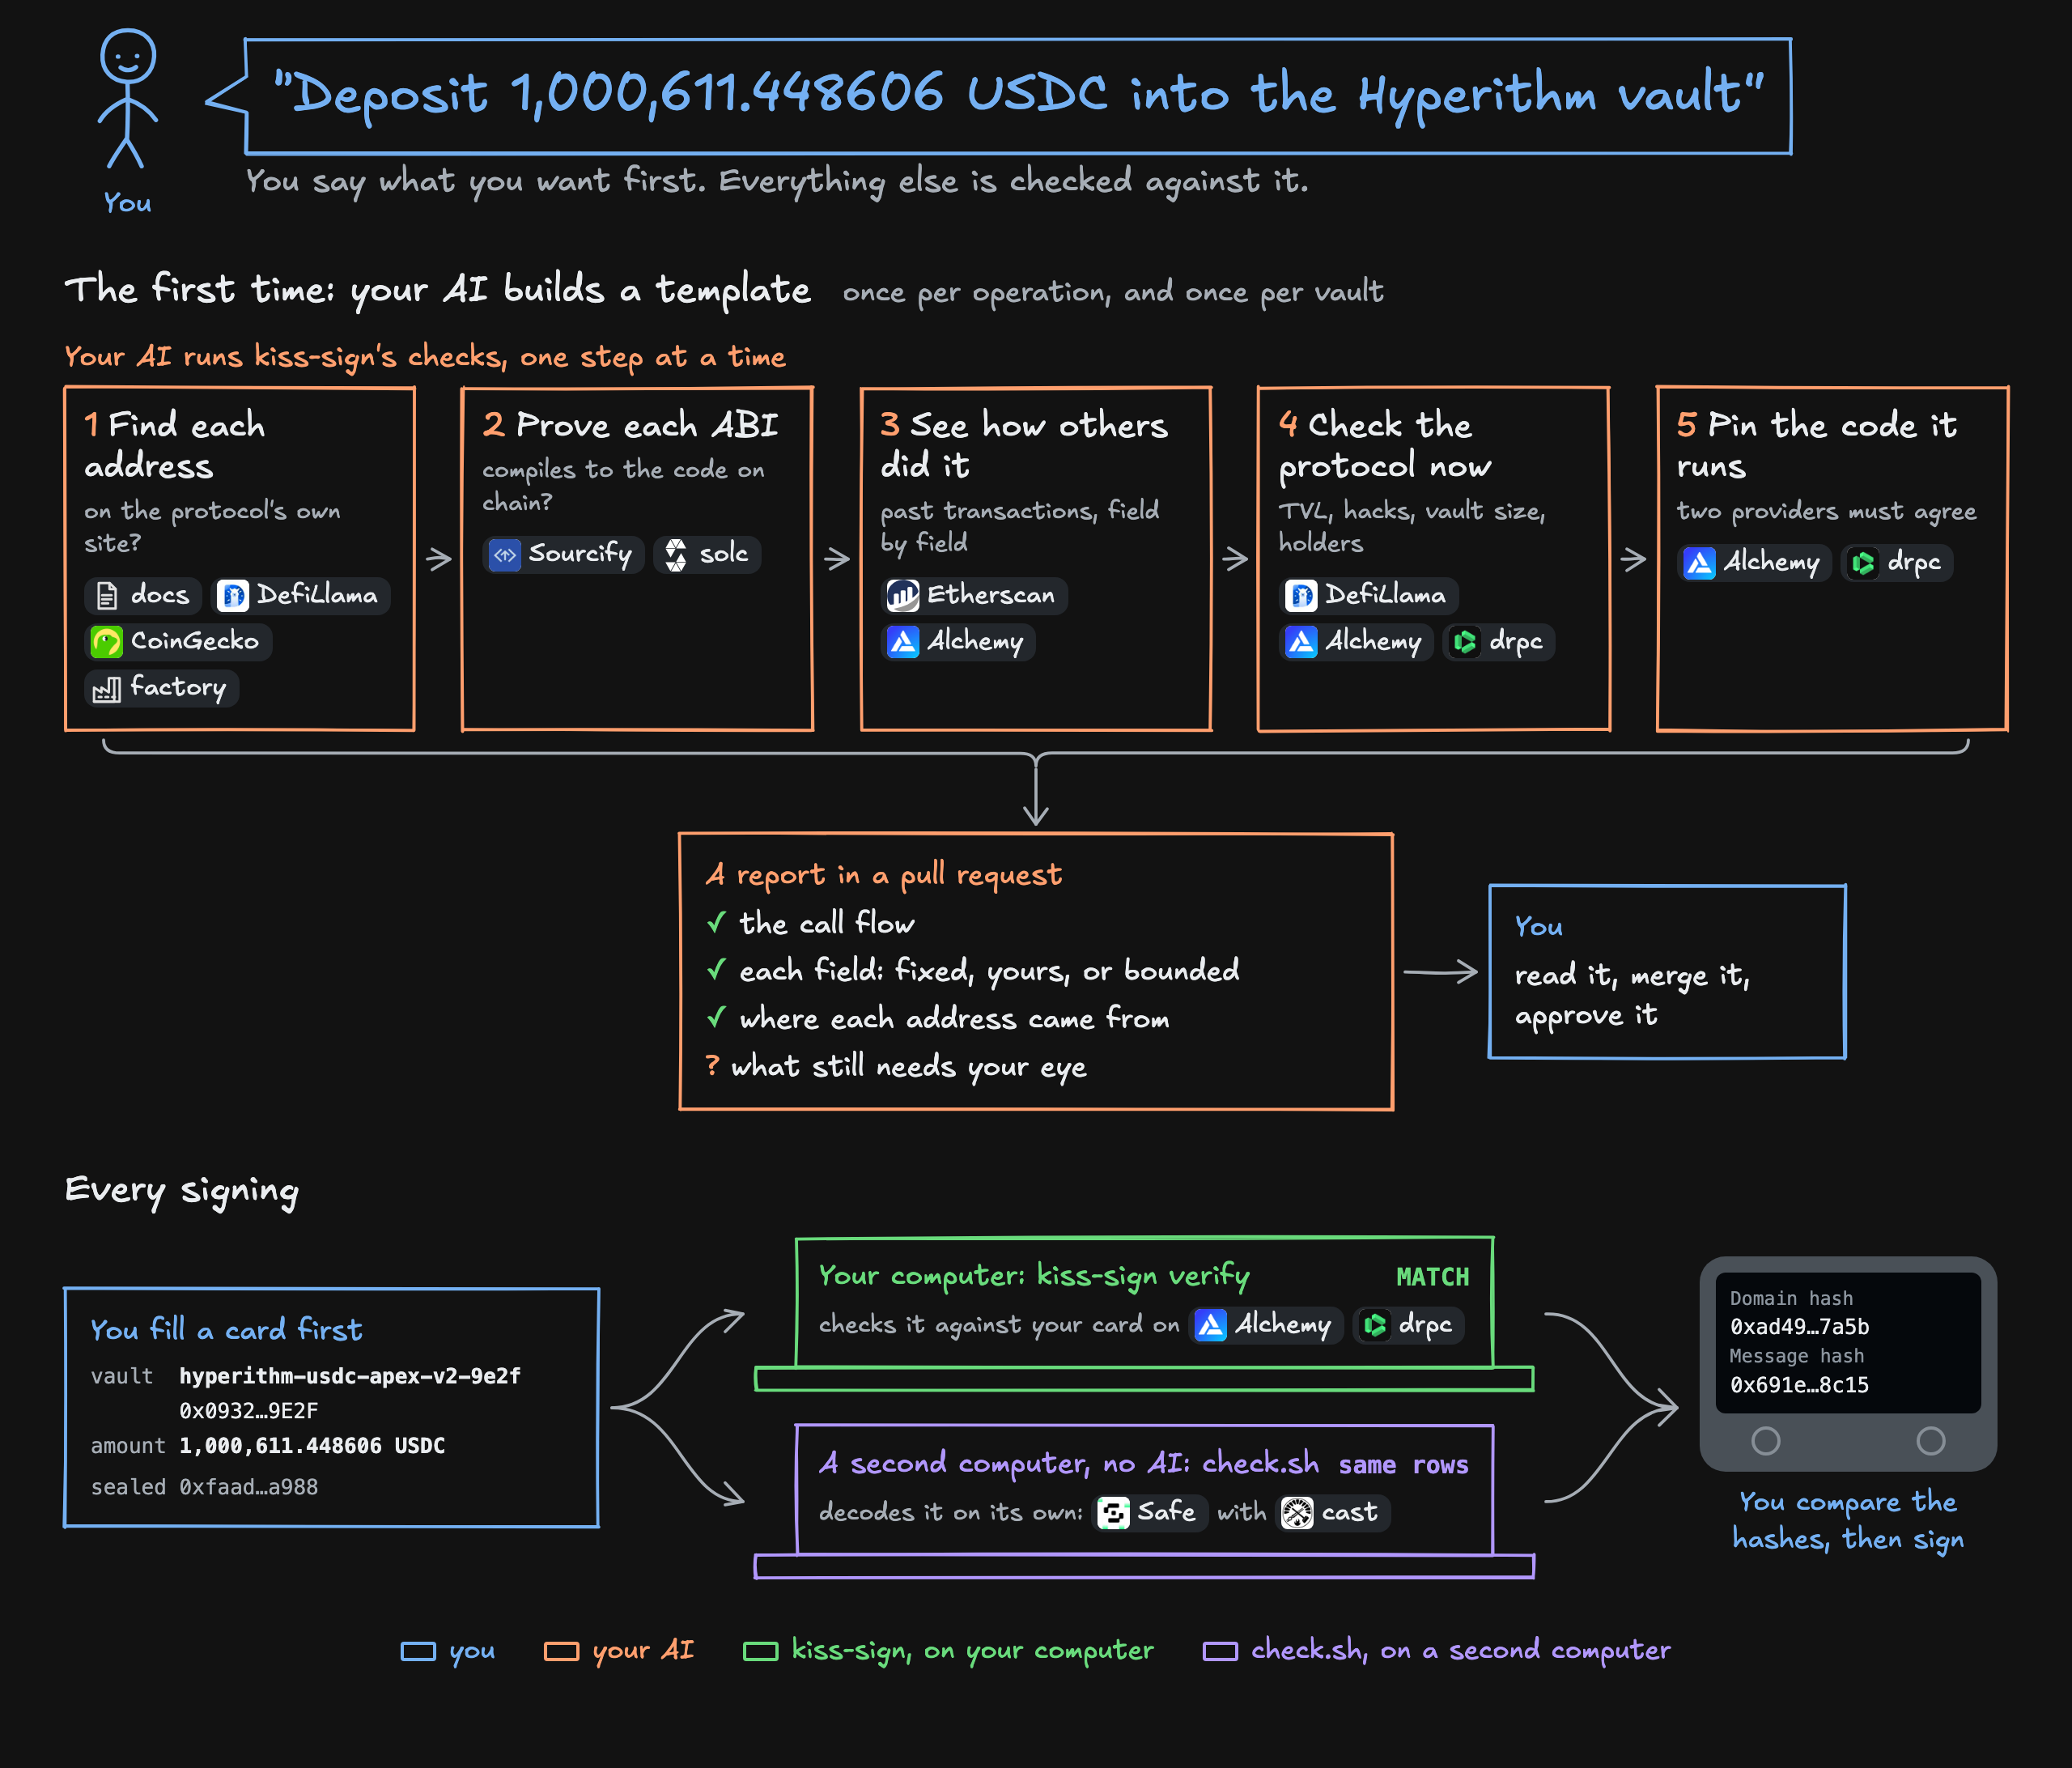 "Deposit 1,000,611.448606 USDC into the Hyperithm vault"
You say what you want first. Everything else is checked against it.
You
The first time: your AI builds a template
once per operation, and once per vault
Your AI runs kiss-sign's checks, one step at a time
1 Find each
address
on the protocol's own
site?
docs
DefiLlama
CoinGecko
factory
2 Prove each ABI
compiles to the code on
chain?
Sourcify
solc
3 See how others
did it
past transactions, field
by field
Etherscan
Alchemy
4 Check the
protocol now
TVL, hacks, vault size,
holders
DefiLlama
Alchemy
drpc
5 Pin the code it
runs
two providers must agree
Alchemy
drpc
A report in a pull request
✓ the call flow
✓ each field: fixed, yours, or bounded
✓ where each address came from
? what still needs your eye
You
read it, merge it,
approve it
Every signing
You fill a card first
vault hyperithm-usdc-apex-v2-9e2f
0x0932…9E2F
amount 1,000,611.448606 USDC
sealed 0xfaad…a988
Your computer: kiss-sign verify MATCH
checks it against your card on Alchemy drpc
A second computer, no AI: check.sh same rows
decodes it on its own: Safe with cast
Domain hash
0xad49…7a5b
Message hash
0x691e…8c15
You compare the
hashes, then sign
you
your AI
kiss-sign, on your computer
check.sh, on a second computer